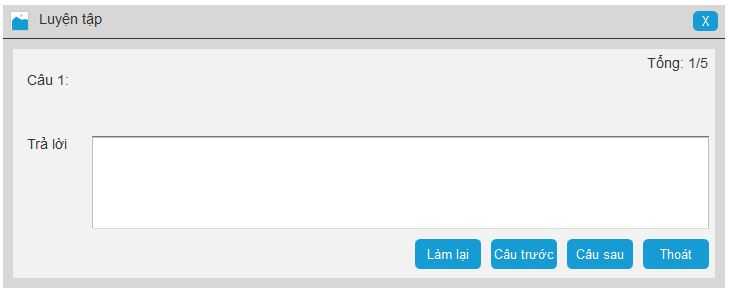 Luyện tập X
Tổng: 1/5
Câu 1:
Trả lời
Làm lại Câu trước Câu sau Thoát